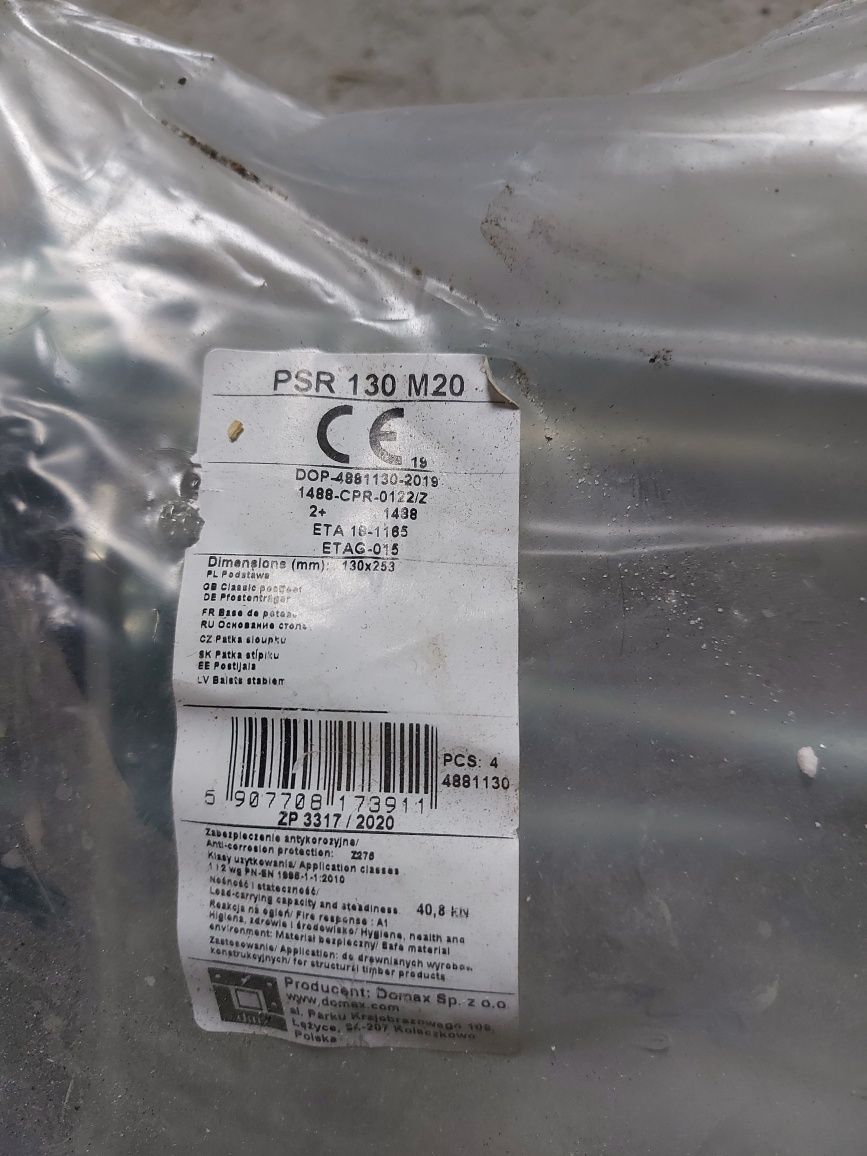 PSR 130 M20
CE
19
DOP-4881130-2019
1488-CPR-0122/Z
2+ 1488
ETA 18-1165
ETAG-015
Dimensions (mm): 130x253
PL Podstawa
GB Classic
DE Pfostenträger
FR Base de poteau
RU Основание
CZ Patka sloupku
SK Patka stĺpiku
EE Postijala
LV Balsts stabiem
PCS: 4
4881130
5 907708 173911
ZP 3317 / 2020
Zabezpieczenie antykorozyjne/
Anti-corrosion protection: Z275
Klasy użytkowania/ Application classes
1 i 2 wg PN-EN 1995-1-1:2010
Nośność i stateczność/
Load-carrying capacity and steadiness 40,8 kN
Reakcja na ogień/ Fire response : A1
Higiena, zdrowie i środowisko/ Hygiene, health and
environment: Materiał bezpieczny/ Safe material
Zastosowanie/ Application: do drewnianych wyrobów
konstrukcyjnych/ for structural timber products
dmx
Producent: Domax Sp. z o.o.
www.domax.com
al. Parku Krajobrazowego 109,
Łężyce, 84-207 Koleczkowo
Polska